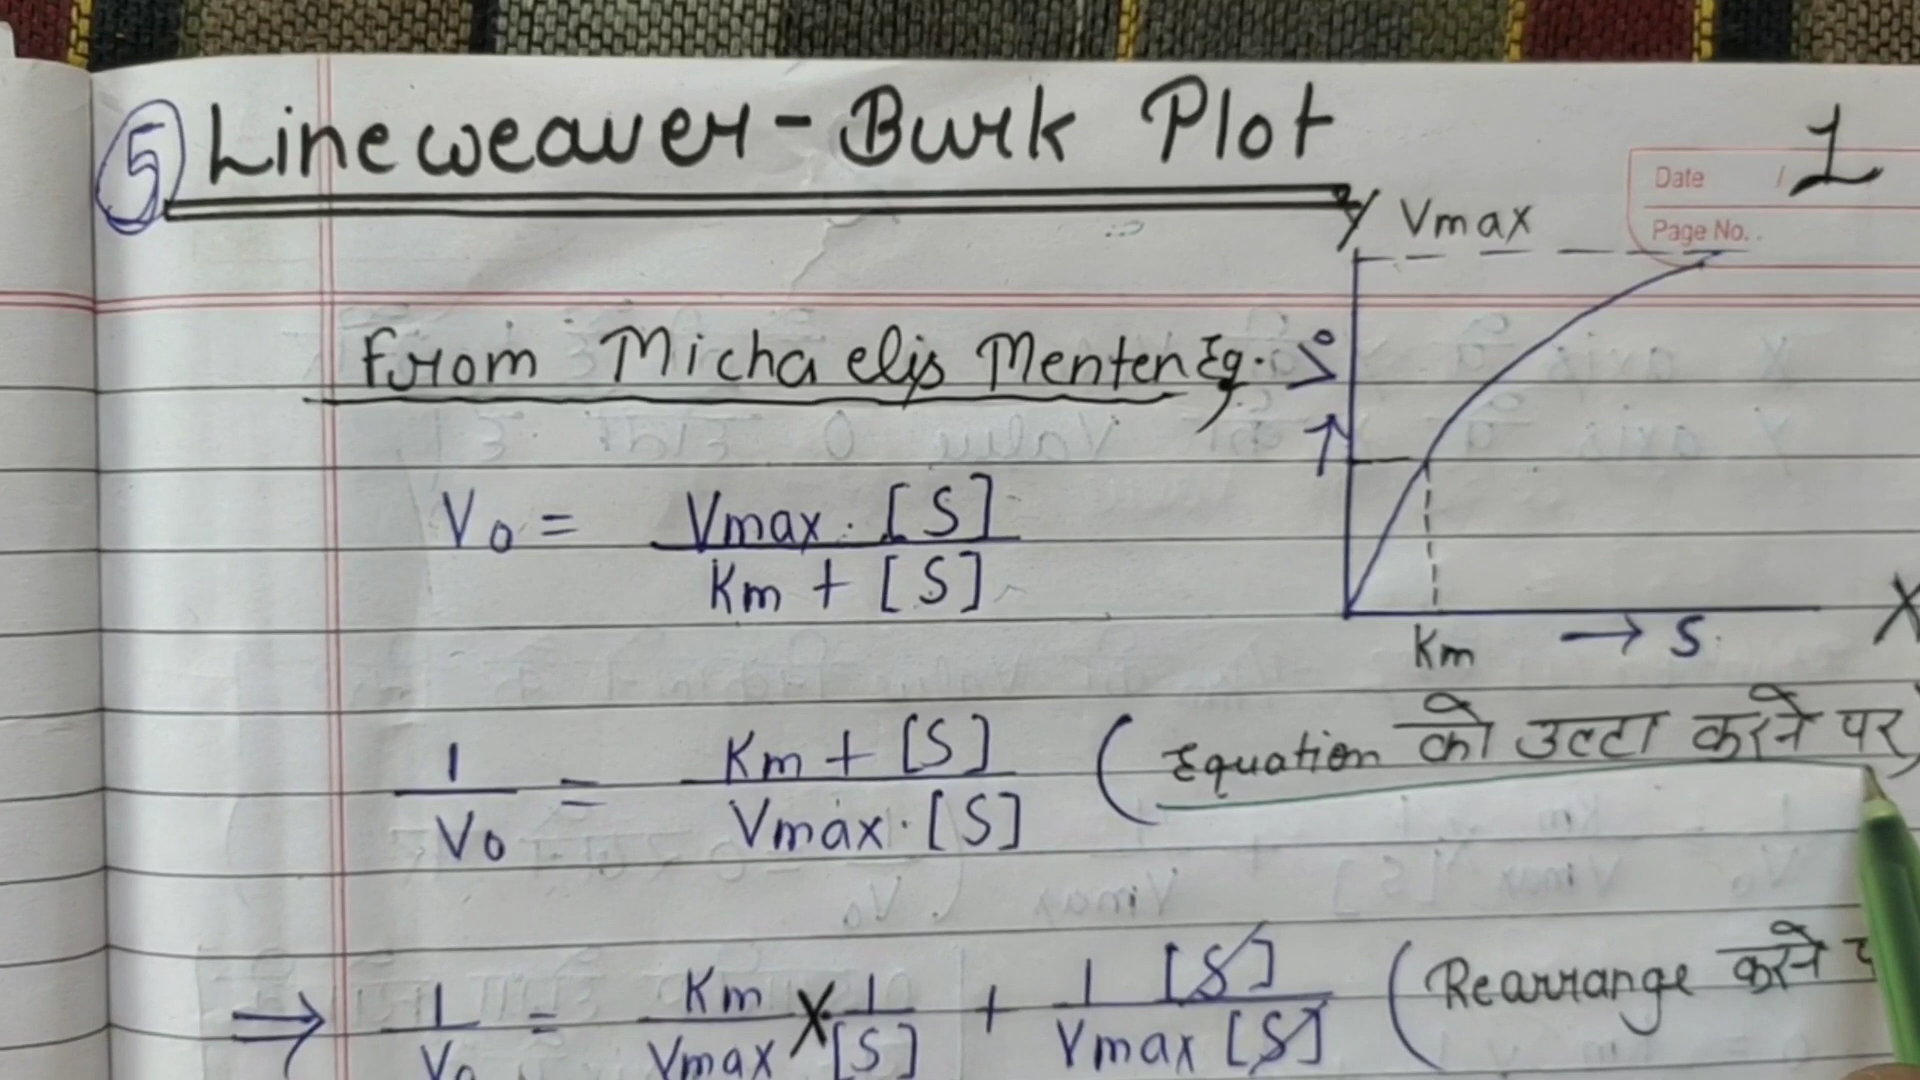 5 Lineweaver-Burk Plot
1
Date /
Page No.
y Vmax
From Michaelis Menten Eq.
Vo
Vo = Vmax . [S]
Km + [S]
Km → S
X
1 Km + [S] (Equation को उल्टा करने पर)
Vo = Vmax . [S]
⇒ 1 = Km X 1 + 1 [S] (Rearrange करने
Vo Vmax [S] Vmax [S]